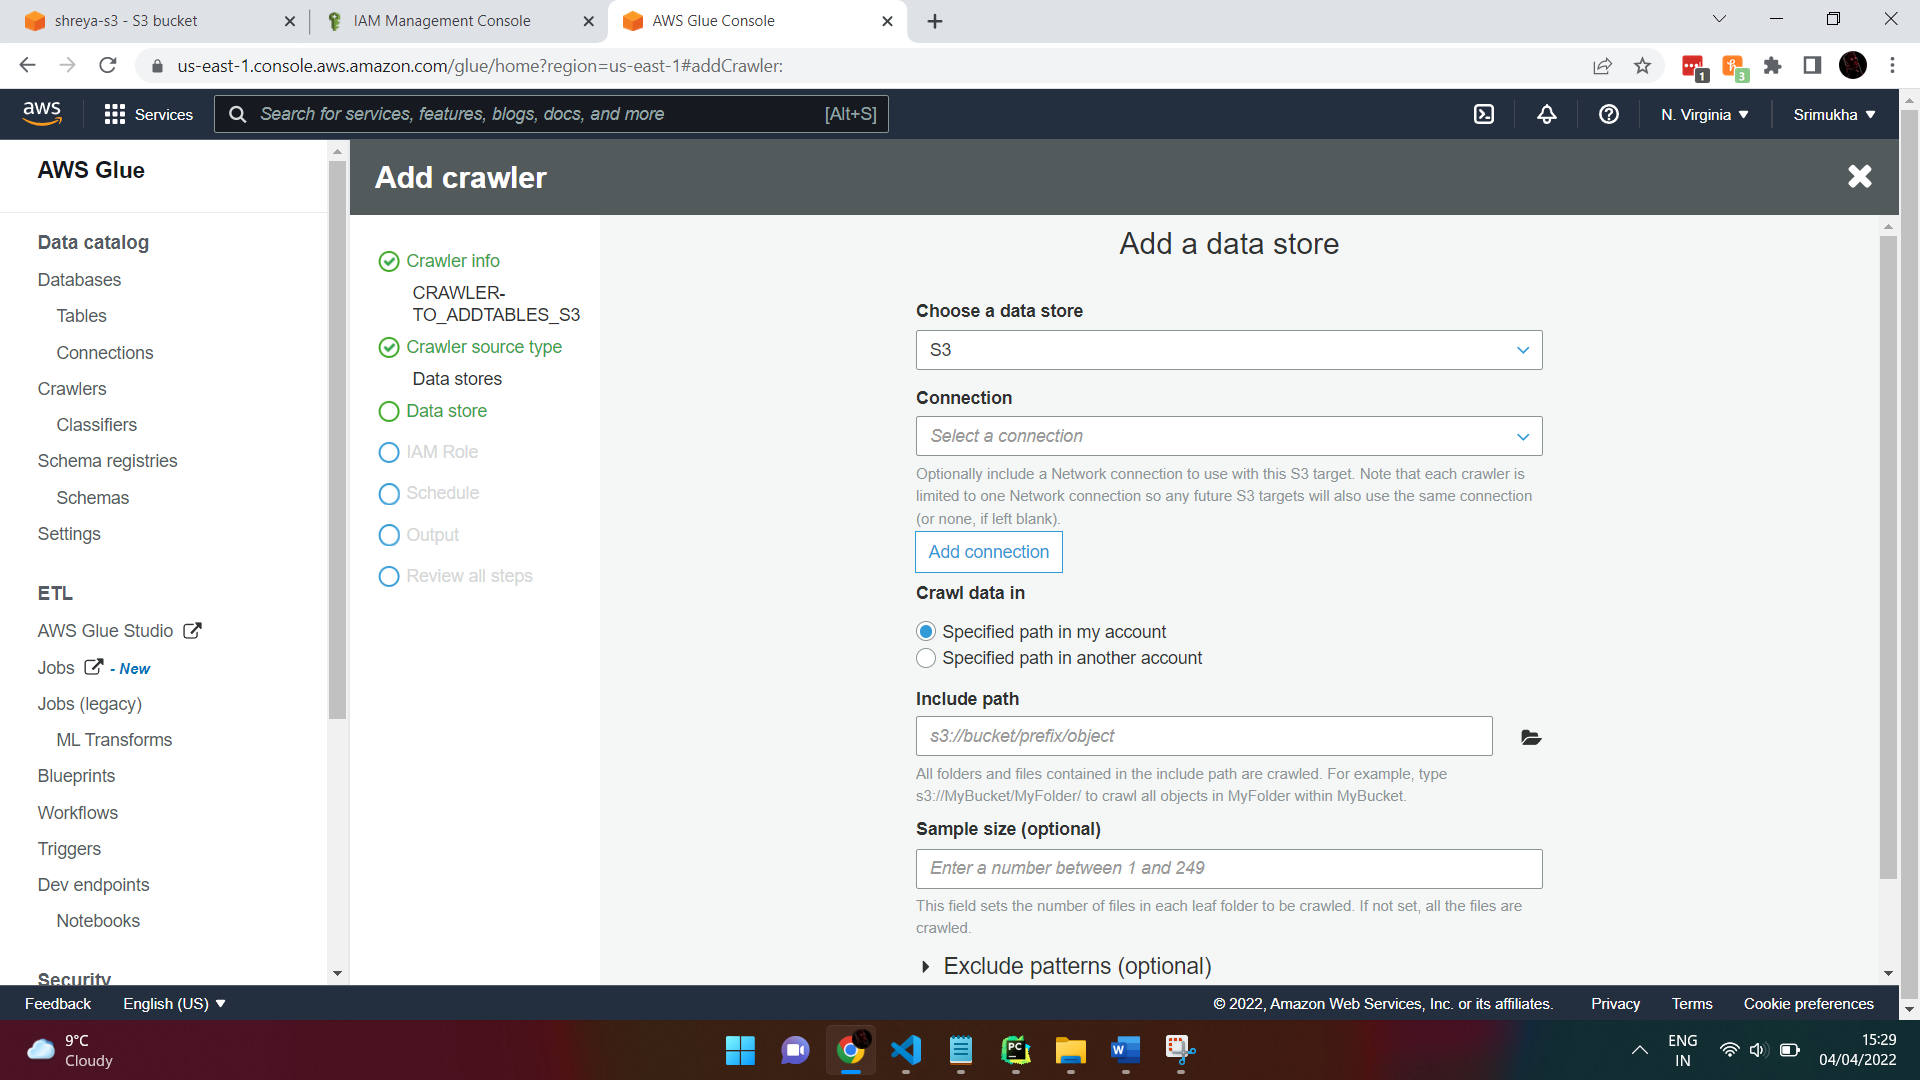 shreya-s3 - S3 bucket
IAM Management Console
AWS Glue Console
us-east-1.console.aws.amazon.com/glue/home?region=us-east-1#addCrawler:
1
3
aws
Services
Search for services, features, blogs, docs, and more
[Alt+S]
N. Virginia
Srimukha
AWS Glue
Data catalog
Databases
Tables
Connections
Crawlers
Classifiers
Schema registries
Schemas
Settings
ETL
AWS Glue Studio
Jobs - New
Jobs (legacy)
ML Transforms
Blueprints
Workflows
Triggers
Dev endpoints
Notebooks
Security
Add crawler
Crawler info
CRAWLER-
TO_ADDTABLES_S3
Crawler source type
Data stores
Data store
IAM Role
Schedule
Output
Review all steps
Add a data store
Choose a data store
S3
Connection
Select a connection
Optionally include a Network connection to use with this S3 target. Note that each crawler is
limited to one Network connection so any future S3 targets will also use the same connection
(or none, if left blank).
Add connection
Crawl data in
Specified path in my account
Specified path in another account
Include path
s3://bucket/prefix/object
All folders and files contained in the include path are crawled. For example, type
s3://MyBucket/MyFolder/ to crawl all objects in MyFolder within MyBucket.
Sample size (optional)
Enter a number between 1 and 249
This field sets the number of files in each leaf folder to be crawled. If not set, all the files are
crawled.
Exclude patterns (optional)
Feedback
English (US)
© 2022, Amazon Web Services, Inc. or its affiliates.
Privacy
Terms
Cookie preferences
9°C
Cloudy
PC
W
ENG
IN
15:29
04/04/2022